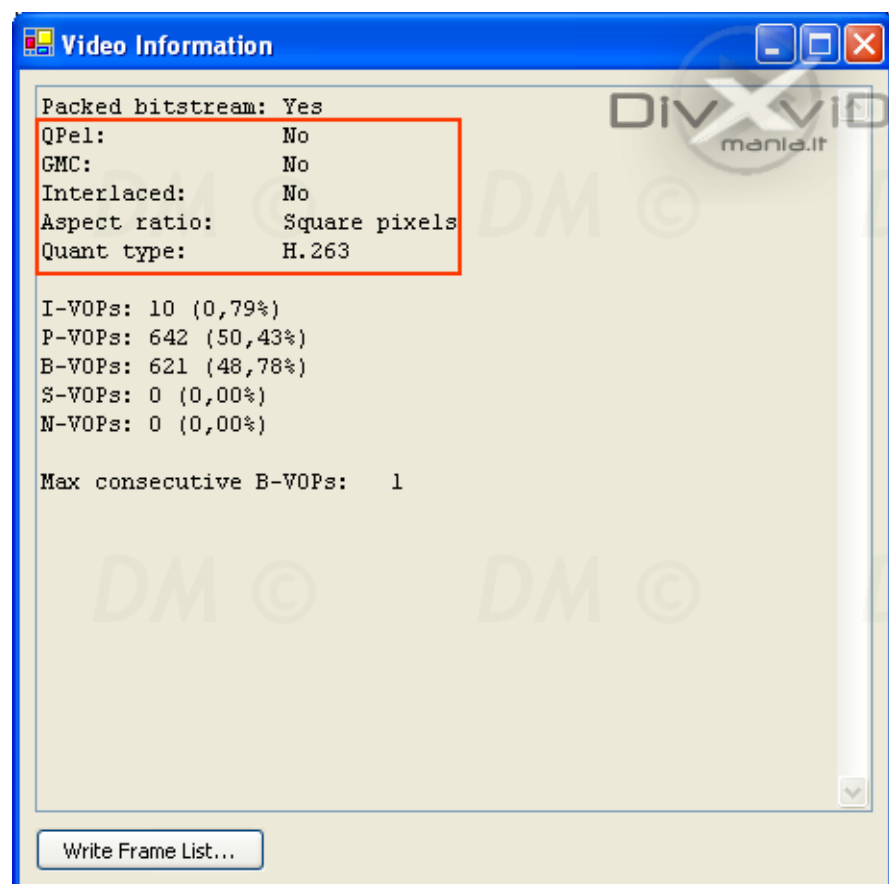 Video Information
DivXviD
mania.it
Packed bitstream: Yes
QPel: No
GMC: No
Interlaced: No
Aspect ratio: Square pixels
Quant type: H.263
I-VOPs: 10 (0,79%)
P-VOPs: 642 (50,43%)
B-VOPs: 621 (48,78%)
S-VOPs: 0 (0,00%)
N-VOPs: 0 (0,00%)
Max consecutive B-VOPs: 1
DM © DM ©
DM © DM ©
Write Frame List...